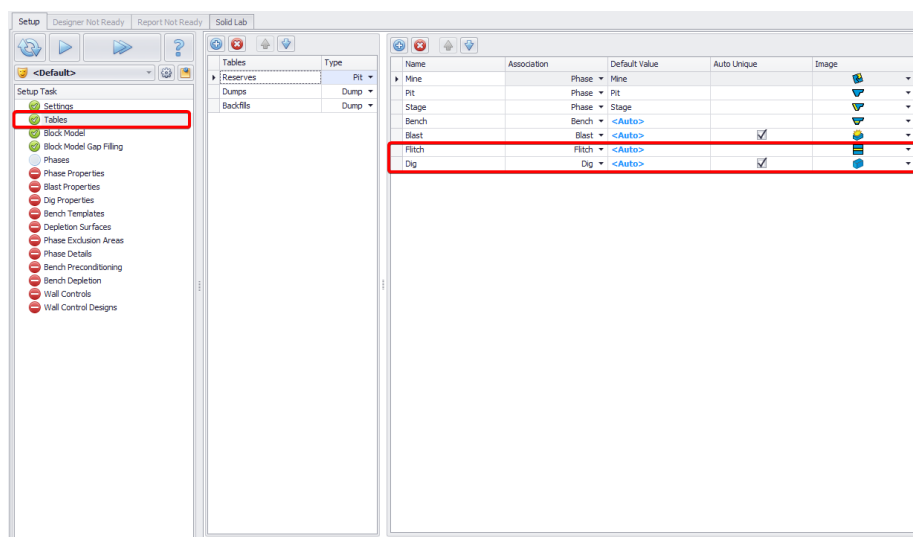 Setup Designer Not Ready Report Not Ready Solid Lab
<Default>
Setup Task
Settings
Tables
Block Model
Block Model Gap Filling
Phases
Phase Properties
Blast Properties
Dig Properties
Bench Templates
Depletion Surfaces
Phase Exclusion Areas
Phase Details
Bench Preconditioning
Bench Depletion
Wall Controls
Wall Control Designs
Tables Type
Reserves Pit
Dumps Dump
Backfills Dump
Name Association Default Value Auto Unique Image
Mine Phase Mine
Pit Phase Pit
Stage Phase Stage
Bench Bench <Auto>
Blast Blast <Auto>
Flitch Flitch <Auto>
Dig Dig <Auto>